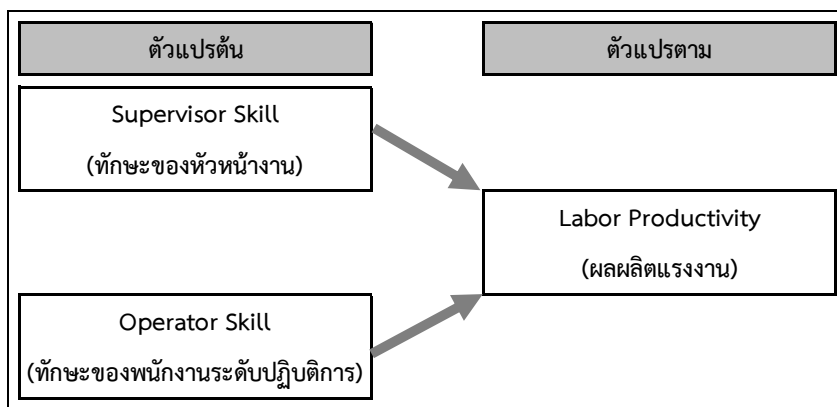 ตัวแปรต้น
ตัวแปรตาม
Supervisor Skill
(ทักษะของหัวหน้างาน)
Labor Productivity
(ผลผลิตแรงงาน)
Operator Skill
(ทักษะของพนักงานระดับปฏิบัติการ)